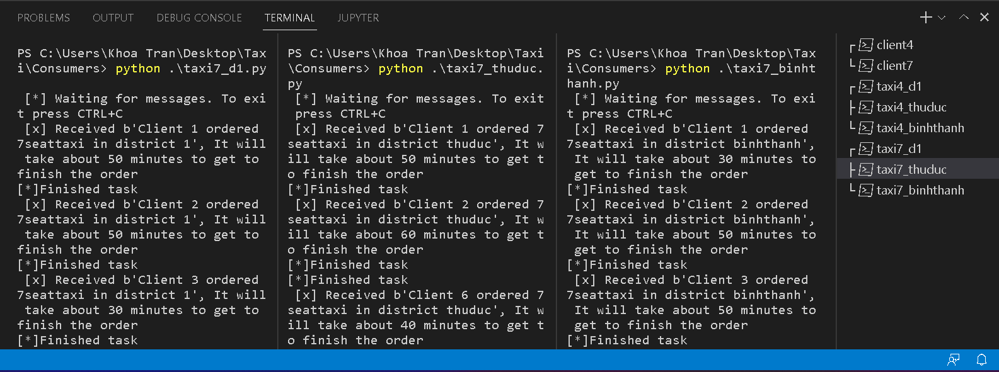 PROBLEMS OUTPUT DEBUG CONSOLE TERMINAL JUPYTER
PS C:\Users\Khoa Tran\Desktop\Tax
i\Consumers> python .\taxi7_d1.py
 [*] Waiting for messages. To exi
t press CTRL+C
 [x] Received b'Client 1 ordered
7seattaxi in district 1', It will
 take about 50 minutes to get to
finish the order
[*]Finished task
 [x] Received b'Client 2 ordered
7seattaxi in district 1', It will
 take about 50 minutes to get to
finish the order
[*]Finished task
 [x] Received b'Client 3 ordered
7seattaxi in district 1', It will
 take about 30 minutes to get to
finish the order
[*]Finished task
PS C:\Users\Khoa Tran\Desktop\Taxi
\Consumers> python .\taxi7_thuduc.
py
 [*] Waiting for messages. To exit
 press CTRL+C
 [x] Received b'Client 1 ordered 7
seattaxi in district thuduc', It w
ill take about 50 minutes to get t
o finish the order
[*]Finished task
 [x] Received b'Client 2 ordered 7
seattaxi in district thuduc', It w
ill take about 60 minutes to get t
o finish the order
[*]Finished task
[*]Finished task
 [x] Received b'Client 6 ordered 7
seattaxi in district thuduc', It w
ill take about 40 minutes to get t
o finish the order
PS C:\Users\Khoa Tran\Desktop\Tax
i\Consumers> python .\taxi7_binht
hanh.py
 [*] Waiting for messages. To exi
t press CTRL+C
 [x] Received b'Client 1 ordered
7seattaxi in district binhthanh',
 It will take about 30 minutes to
 get to finish the order
[*]Finished task
 [x] Received b'Client 2 ordered
7seattaxi in district binhthanh',
 It will take about 50 minutes to
 get to finish the order
[*]Finished task
 [x] Received b'Client 3 ordered
7seattaxi in district binhthanh',
 It will take about 50 minutes to
 get to finish the order
[*]Finished task
client4
client7
taxi4_d1
taxi4_thuduc
taxi4_binhthanh
taxi7_d1
taxi7_thuduc
taxi7_binhthanh